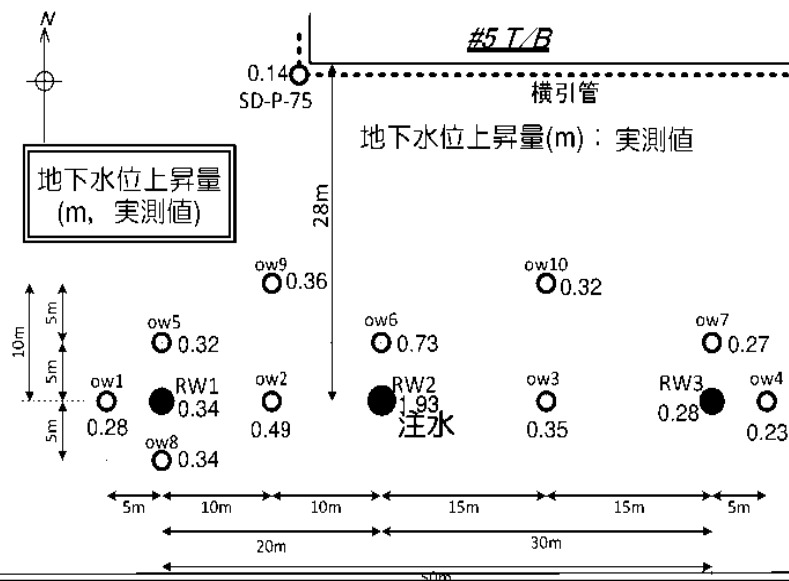 N
#5 T/B
0.14
SD-P-75
横引管
地下水位上昇量(m)：実測値
地下水位上昇量
(m, 実測値)
28m
ow9
0.36
ow10
0.32
10m
5m
5m
5m
ow5
0.32
ow6
0.73
ow7
0.27
ow1
0.28
RW1
0.34
ow2
0.49
RW2
1.93
注水
ow3
0.35
RW3
0.28
ow4
0.23
ow8
0.34
5m
10m
10m
15m
15m
5m
20m
30m
50m